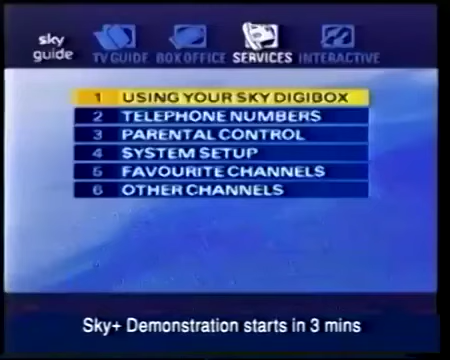 sky
guide
TV GUIDE BOX OFFICE SERVICES INTERACTIVE
1 USING YOUR SKY DIGIBOX
2 TELEPHONE NUMBERS
3 PARENTAL CONTROL
4 SYSTEM SETUP
5 FAVOURITE CHANNELS
6 OTHER CHANNELS
Sky+ Demonstration starts in 3 mins